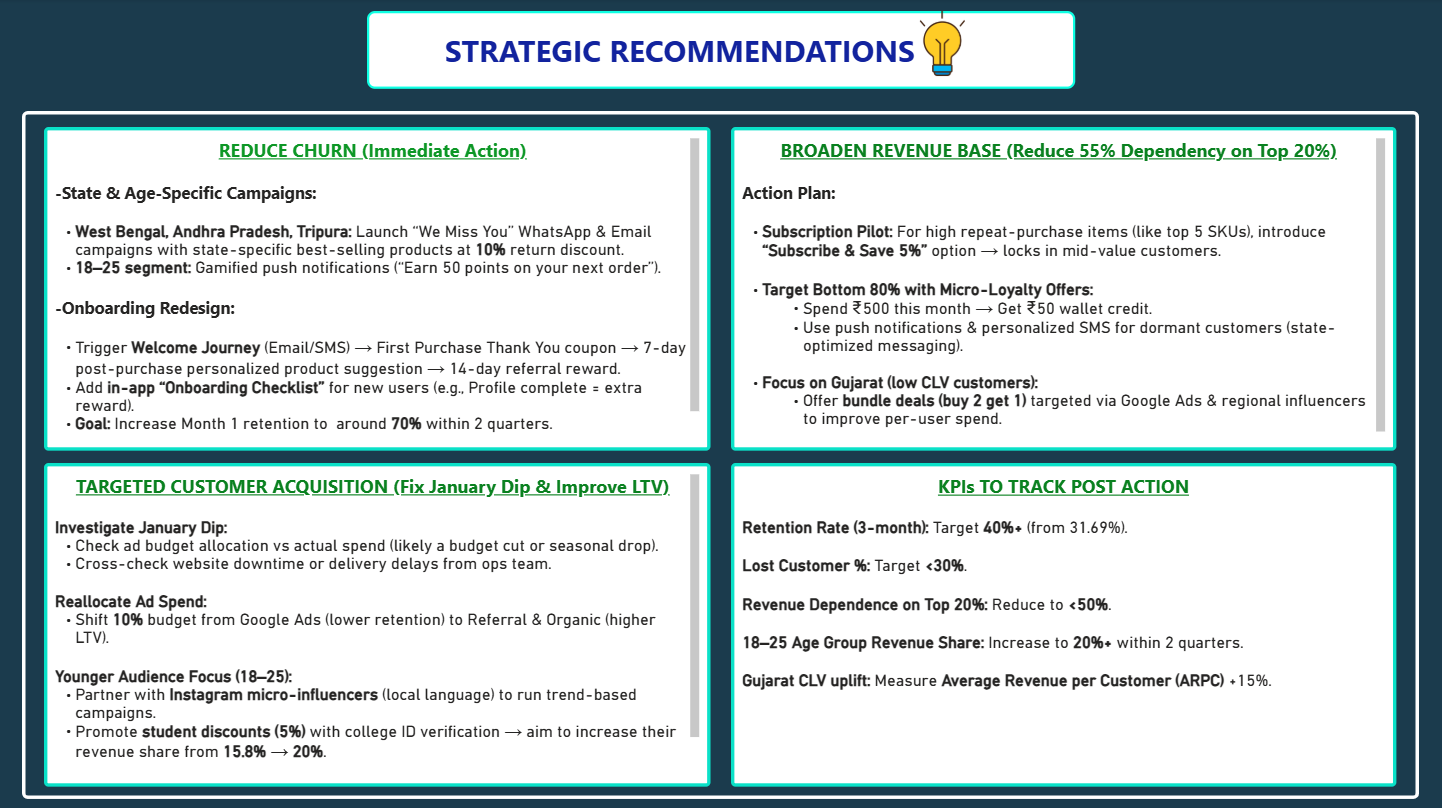 STRATEGIC RECOMMENDATIONS
REDUCE CHURN (Immediate Action)
-State & Age-Specific Campaigns:
• West Bengal, Andhra Pradesh, Tripura: Launch “We Miss You” WhatsApp & Email
campaigns with state-specific best-selling products at 10% return discount.
• 18–25 segment: Gamified push notifications (“Earn 50 points on your next order”).
-Onboarding Redesign:
• Trigger Welcome Journey (Email/SMS) → First Purchase Thank You coupon → 7-day
post-purchase personalized product suggestion → 14-day referral reward.
• Add in-app “Onboarding Checklist” for new users (e.g., Profile complete = extra
reward).
• Goal: Increase Month 1 retention to around 70% within 2 quarters.
BROADEN REVENUE BASE (Reduce 55% Dependency on Top 20%)
Action Plan:
• Subscription Pilot: For high repeat-purchase items (like top 5 SKUs), introduce
“Subscribe & Save 5%” option → locks in mid-value customers.
• Target Bottom 80% with Micro-Loyalty Offers:
• Spend ₹500 this month → Get ₹50 wallet credit.
• Use push notifications & personalized SMS for dormant customers (state-
optimized messaging).
• Focus on Gujarat (low CLV customers):
• Offer bundle deals (buy 2 get 1) targeted via Google Ads & regional influencers
to improve per-user spend.
TARGETED CUSTOMER ACQUISITION (Fix January Dip & Improve LTV)
Investigate January Dip:
• Check ad budget allocation vs actual spend (likely a budget cut or seasonal drop).
• Cross-check website downtime or delivery delays from ops team.
Reallocate Ad Spend:
• Shift 10% budget from Google Ads (lower retention) to Referral & Organic (higher
LTV).
Younger Audience Focus (18–25):
• Partner with Instagram micro-influencers (local language) to run trend-based
campaigns.
• Promote student discounts (5%) with college ID verification → aim to increase their
revenue share from 15.8% → 20%.
KPIs TO TRACK POST ACTION
Retention Rate (3-month): Target 40%+ (from 31.69%).
Lost Customer %: Target <30%.
Revenue Dependence on Top 20%: Reduce to <50%.
18–25 Age Group Revenue Share: Increase to 20%+ within 2 quarters.
Gujarat CLV uplift: Measure Average Revenue per Customer (ARPC) +15%.